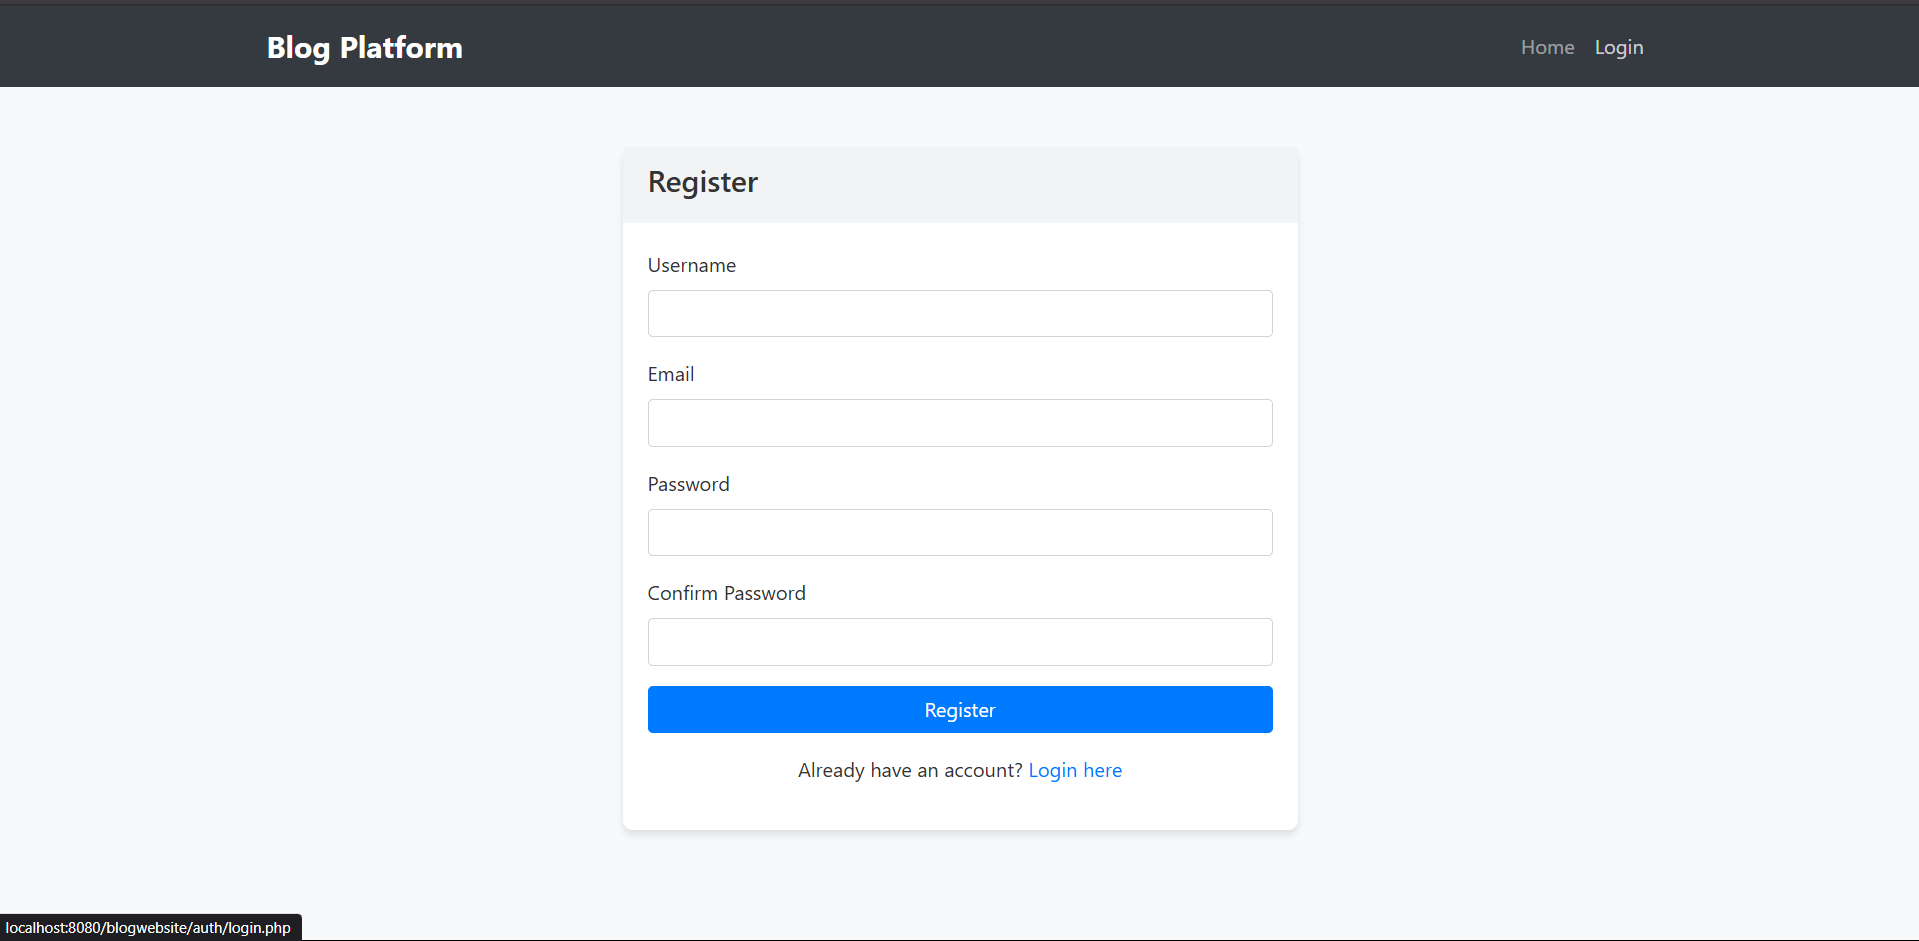 Blog Platform
Home Login
Register
Username
Email
Password
Confirm Password
Register
Already have an account? Login here
localhost:8080/blogwebsite/auth/login.php